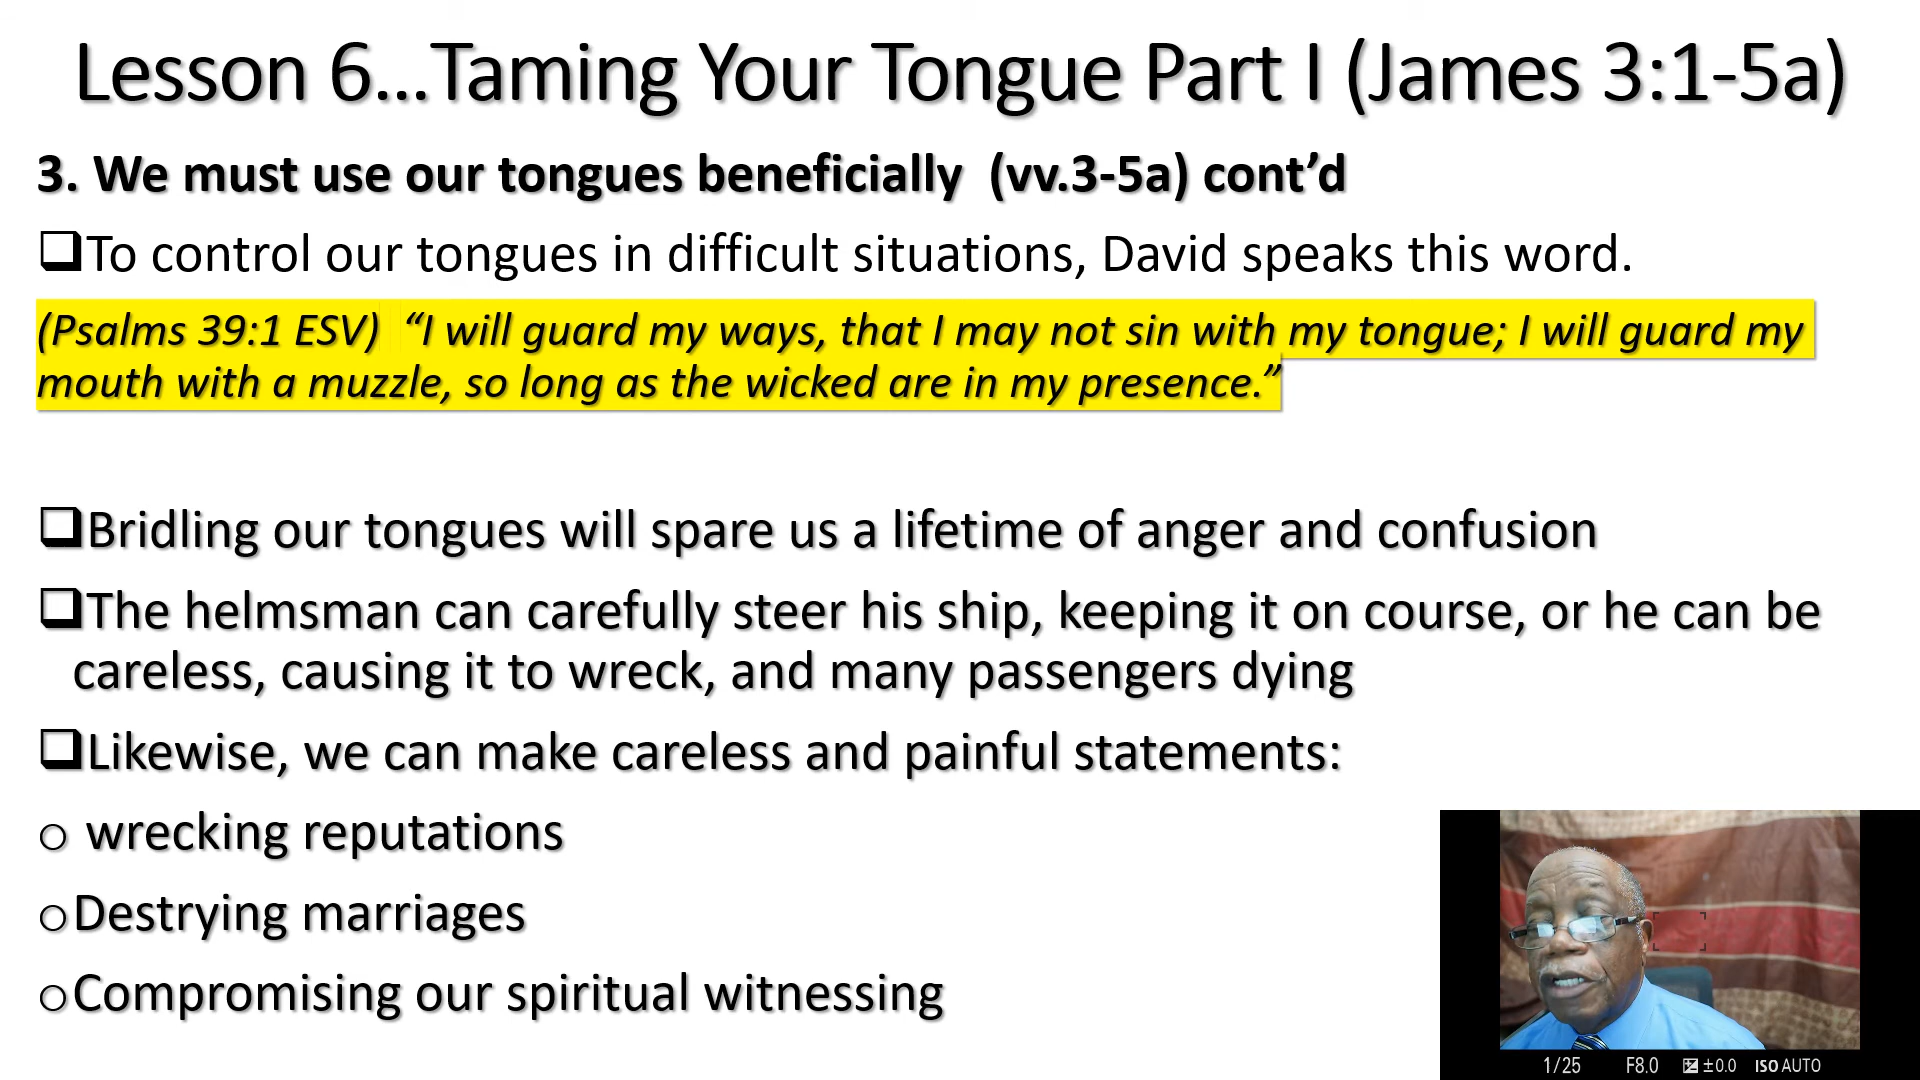 Lesson 6...Taming Your Tongue Part I (James 3:1-5a)
3. We must use our tongues beneficially (vv.3-5a) cont’d
❑To control our tongues in difficult situations, David speaks this word.
(Psalms 39:1 ESV) “I will guard my ways, that I may not sin with my tongue; I will guard my
mouth with a muzzle, so long as the wicked are in my presence.”
❑Bridling our tongues will spare us a lifetime of anger and confusion
❑The helmsman can carefully steer his ship, keeping it on course, or he can be
careless, causing it to wreck, and many passengers dying
❑Likewise, we can make careless and painful statements:
o wrecking reputations
oDestrying marriages
oCompromising our spiritual witnessing
1/25 F8.0 ±0.0 ISO AUTO